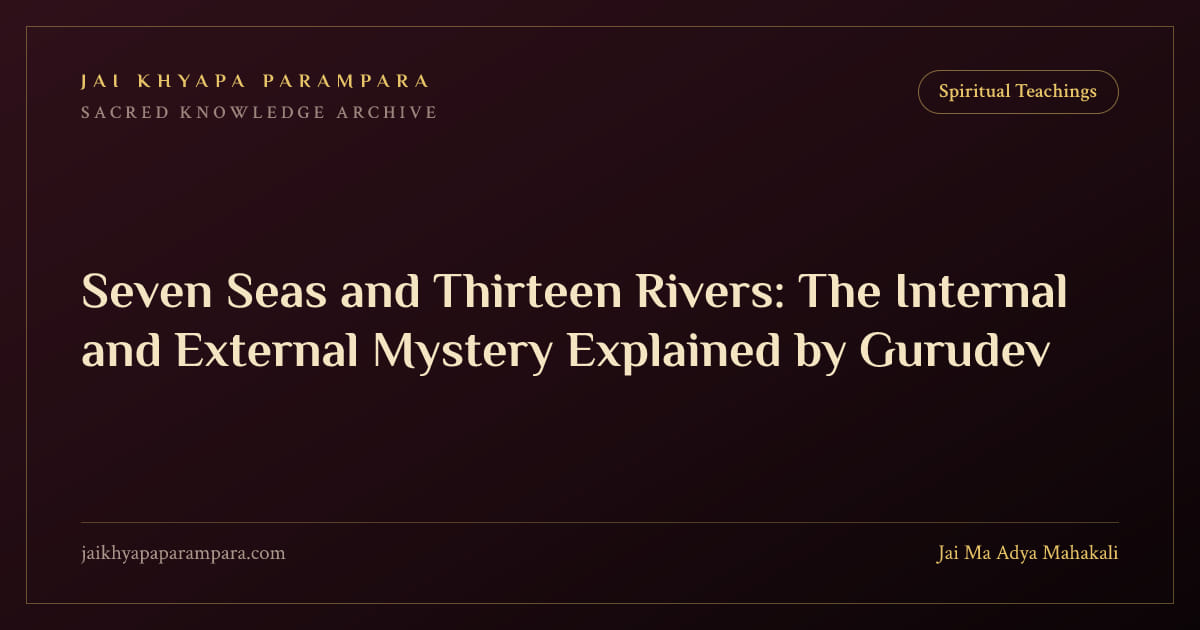 JAI KHYAPA PARAMPARA
SACRED KNOWLEDGE ARCHIVE
Spiritual Teachings
Seven Seas and Thirteen Rivers: The Internal
and External Mystery Explained by Gurudev
jaikhyapaparampara.com
Jai Ma Adya Mahakali